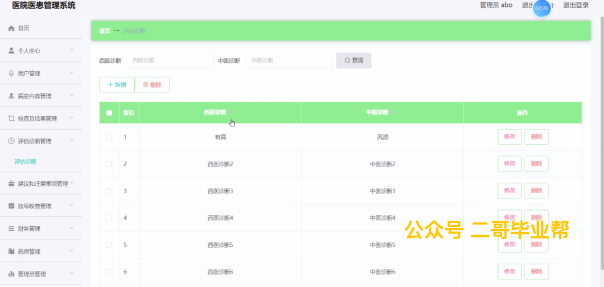 医院医患管理系统
管理员 abo
退出登录
02:26
首页
首页
评估诊断
个人中心
西医诊断
西医诊断
中医诊断
中医诊断
查询
用户管理
新增
删除
病史内容管理
检查及结果管理
索引
西医诊断
中医诊断
操作
评估诊断管理
1
有病
风湿
修改
删除
评估诊断
2
西医诊断2
中医诊断2
修改
删除
建议和注意事项管理
3
西医诊断3
中医诊断3
修改
删除
挂号收费管理
4
西医诊断4
中医诊断4
修改
删除
财务管理
公众号 二哥毕业帮
5
西医诊断5
中医诊断5
修改
删除
药房管理
6
西医诊断6
中医诊断6
修改
删除
管理员管理